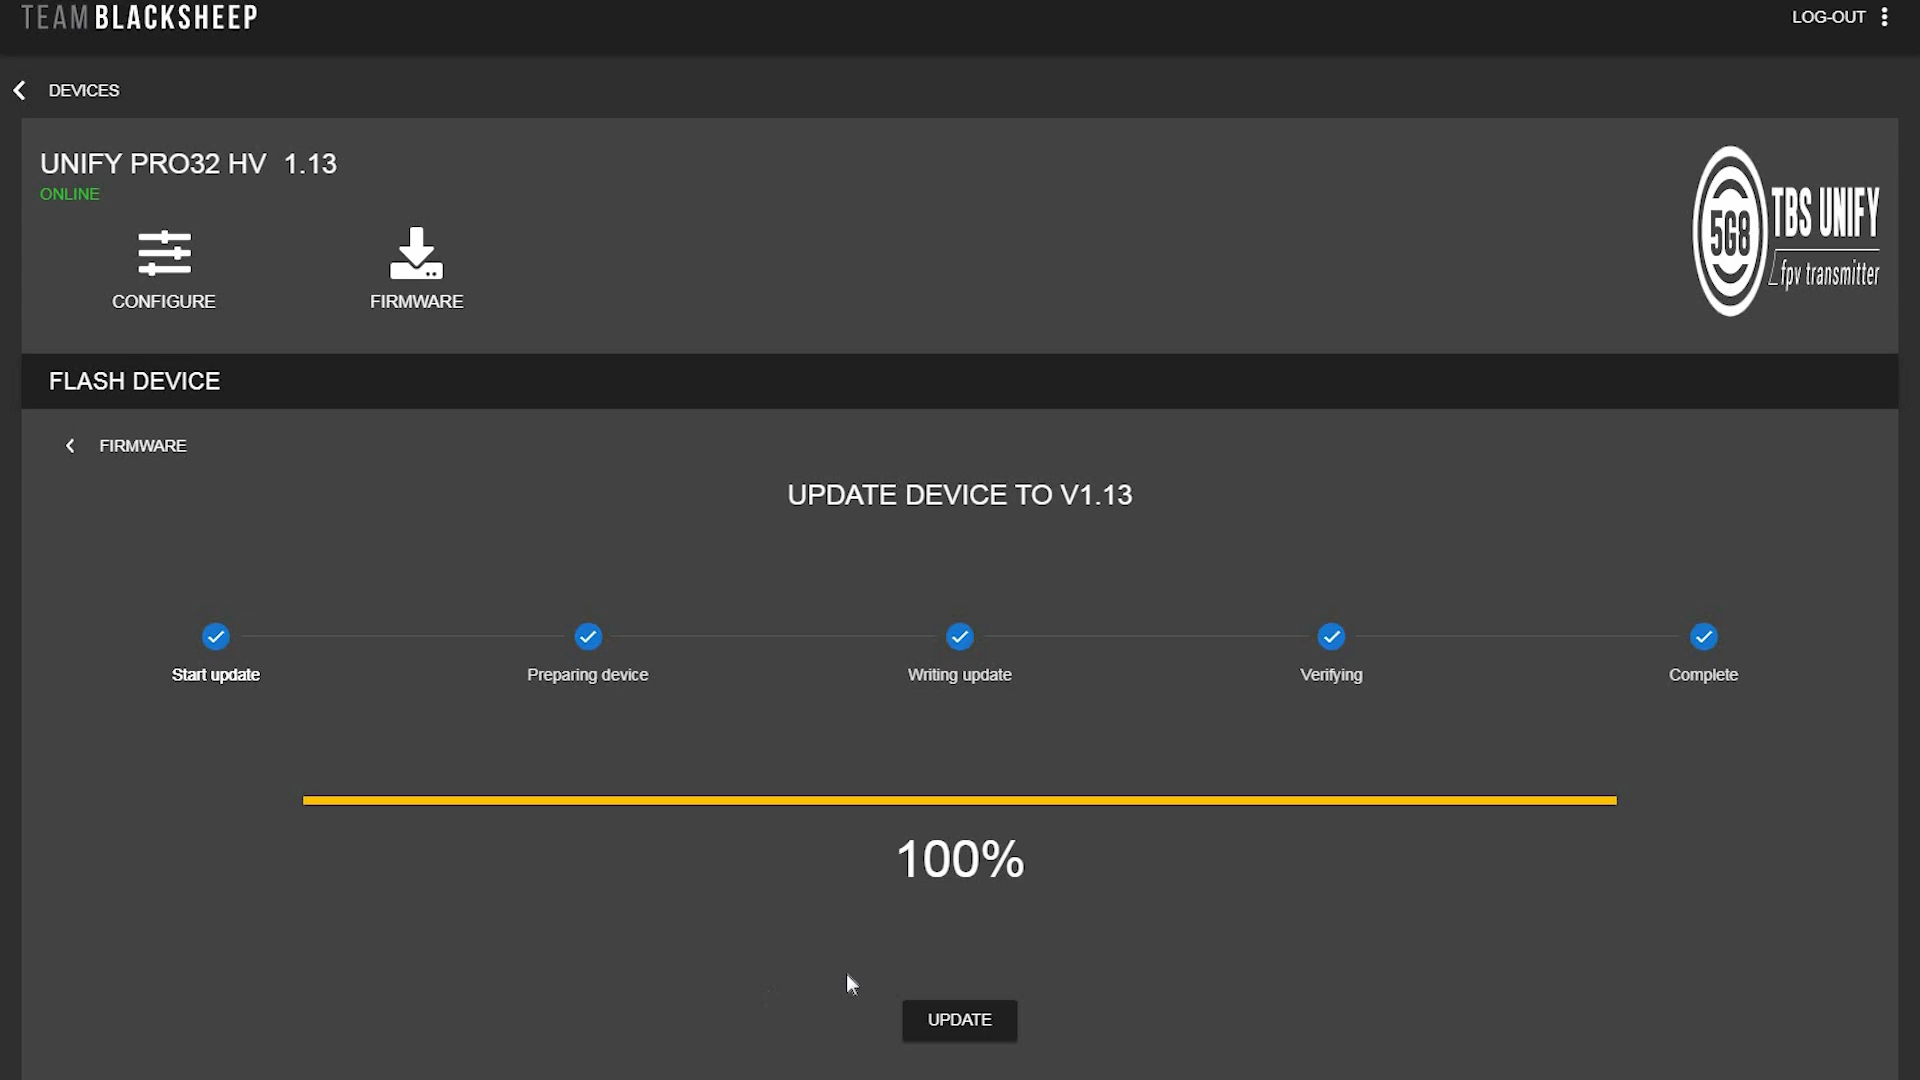 TEAM BLACKSHEEP
LOG-OUT
DEVICES
UNIFY PRO32 HV 1.13
ONLINE
CONFIGURE
FIRMWARE
5G8
TBS UNIFY
fpv transmitter
FLASH DEVICE
FIRMWARE
UPDATE DEVICE TO V1.13
Start update
Preparing device
Writing update
Verifying
Complete
100%
UPDATE